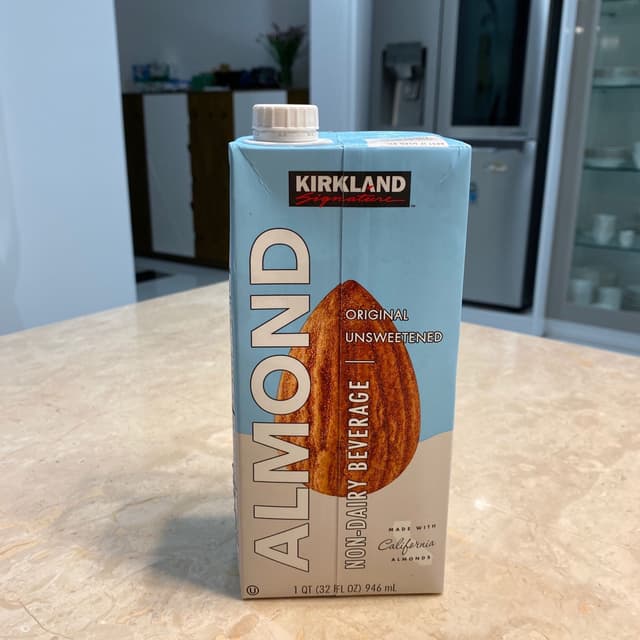 KIRKLAND
Signature
ALMOND
ORIGINAL
UNSWEETENED
NON-DAIRY BEVERAGE |
MADE WITH
California
ALMONDS
1 QT (32 FL OZ) 946 mL